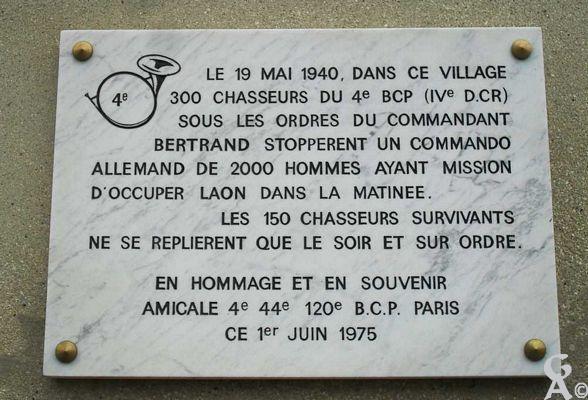 4e
LE 19 MAI 1940, DANS CE VILLAGE
300 CHASSEURS DU 4e BCP (IVe D.CR)
SOUS LES ORDRES DU COMMANDANT
BERTRAND STOPPERENT UN COMMANDO
ALLEMAND DE 2000 HOMMES AYANT MISSION
D'OCCUPER LAON DANS LA MATINEE.
LES 150 CHASSEURS SURVIVANTS
NE SE REPLIERENT QUE LE SOIR ET SUR ORDRE.
EN HOMMAGE ET EN SOUVENIR
AMICALE 4e 44e 120e B.C.P. PARIS
CE 1er JUIN 1975
©